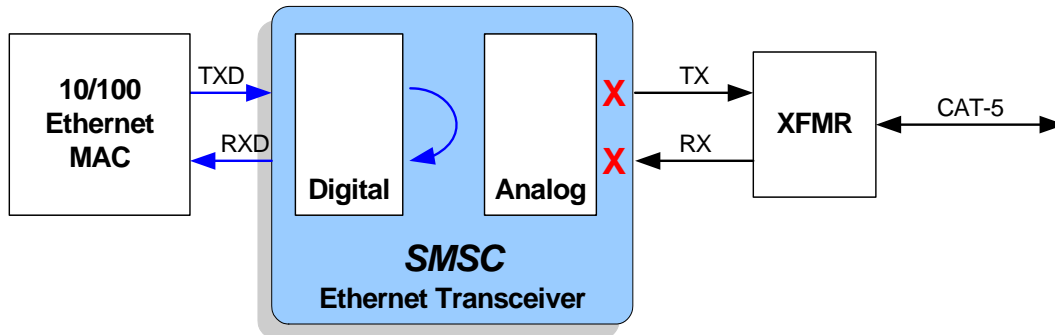 10/100
Ethernet
MAC
TXD
RXD
Digital
Analog
X
X
SMSC
Ethernet Transceiver
TX
RX
XFMR
CAT-5